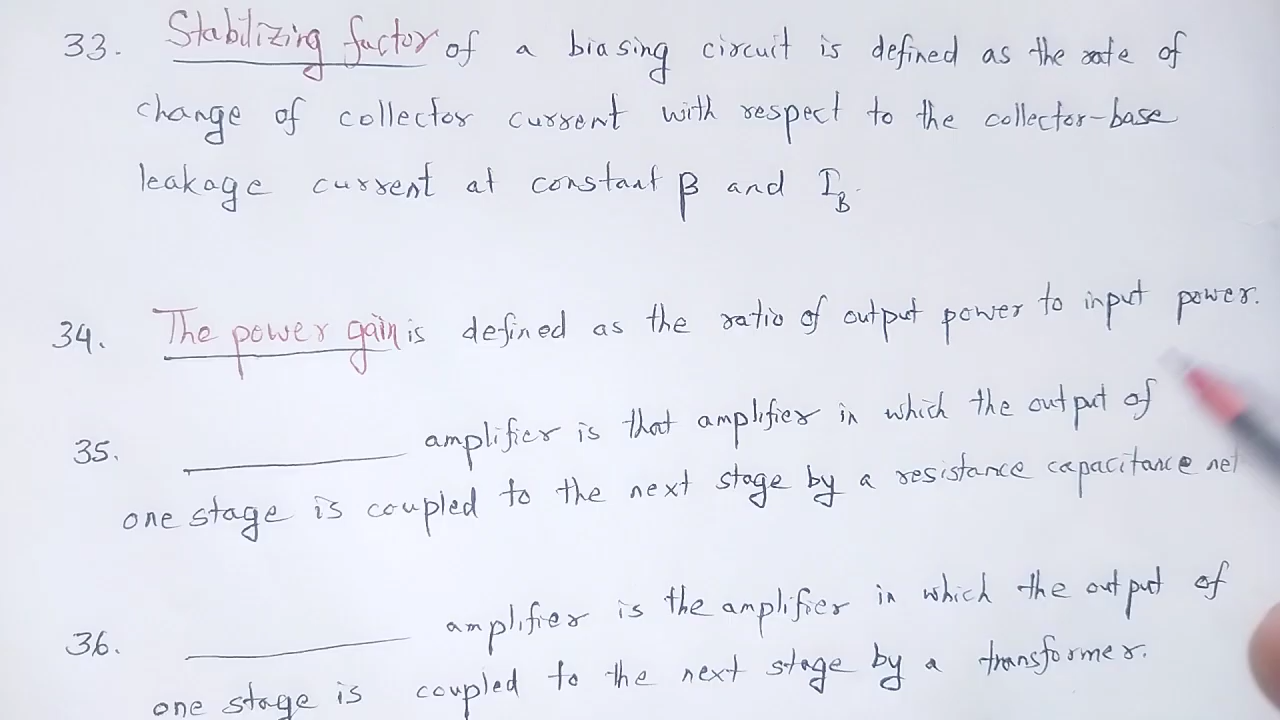 33. Stabilizing factor of a biasing circuit is defined as the rate of
change of collector current with respect to the collector-base
leakage current at constant β and I_B.
34. The power gain is defined as the ratio of output power to input power.
35. __________ amplifier is that amplifier in which the output of
one stage is coupled to the next stage by a resistance capacitance net
36. __________ amplifier is the amplifier in which the output of
one stage is coupled to the next stage by a transformer.